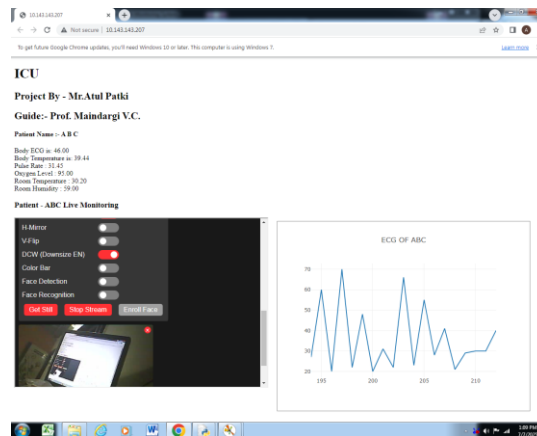 10.143.143.207
Not secure | 10.143.143.207
To get future Google Chrome updates, you'll need Windows 10 or later. This computer is using Windows 7.
Learn more
ICU
Project By - Mr.Atul Patki
Guide:- Prof. Maindargi V.C.
Patient Name :- A B C
Body ECG is: 46.00
Body Temperature is: 39.44
Pulse Rate : 31.45
Oxygen Level : 95.00
Room Temperature : 30.20
Room Humidity : 59.00
Patient - ABC Live Monitoring
H-Mirror
V-Flip
DCW (Downsize EN)
Color Bar
Face Detection
Face Recognition
Get Still Stop Stream Enroll Face
ECG OF ABC
70
60
50
40
30
20
195 200 205 210
1:00 PM